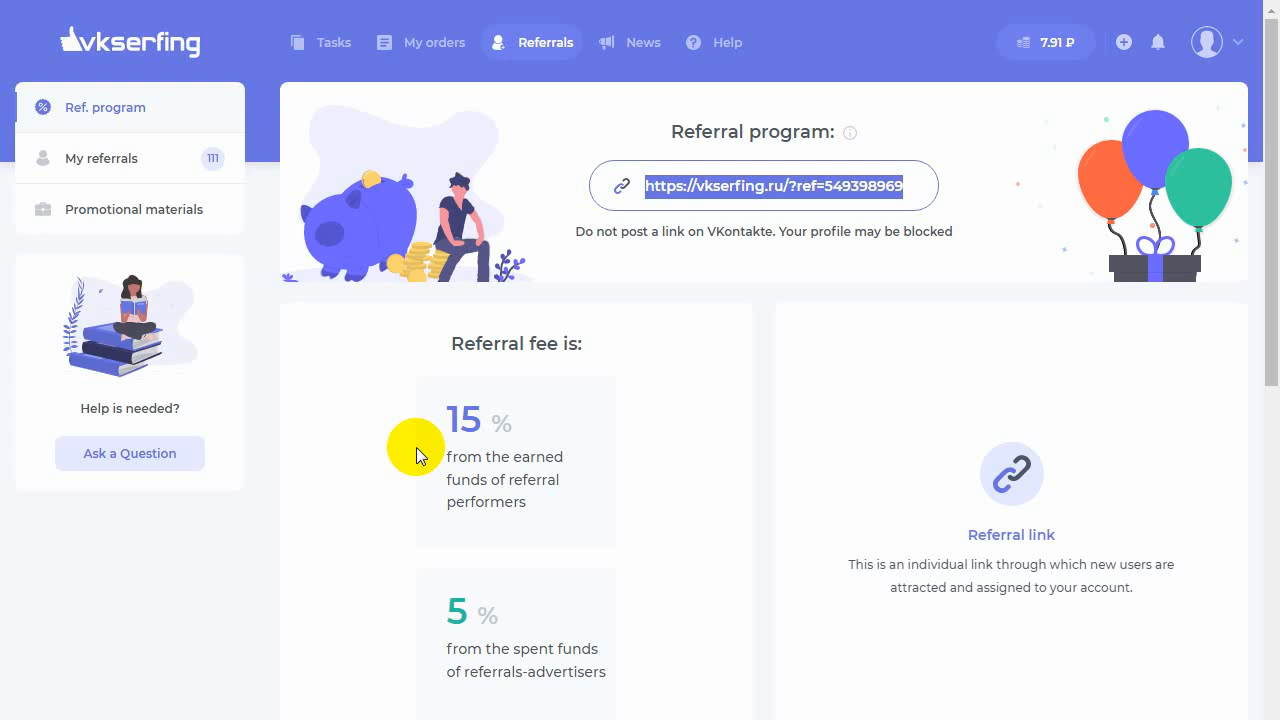 vkserfing
Tasks
My orders
Referrals
News
Help
7.91 ₽
Ref. program
My referrals
111
Promotional materials
Help is needed?
Ask a Question
Referral program:
https://vkserfing.ru/?ref=549398969
Do not post a link on VKontakte. Your profile may be blocked
Referral fee is:
15 %
from the earned
funds of referral
performers
5 %
from the spent funds
of referrals-advertisers
Referral link
This is an individual link through which new users are
attracted and assigned to your account.